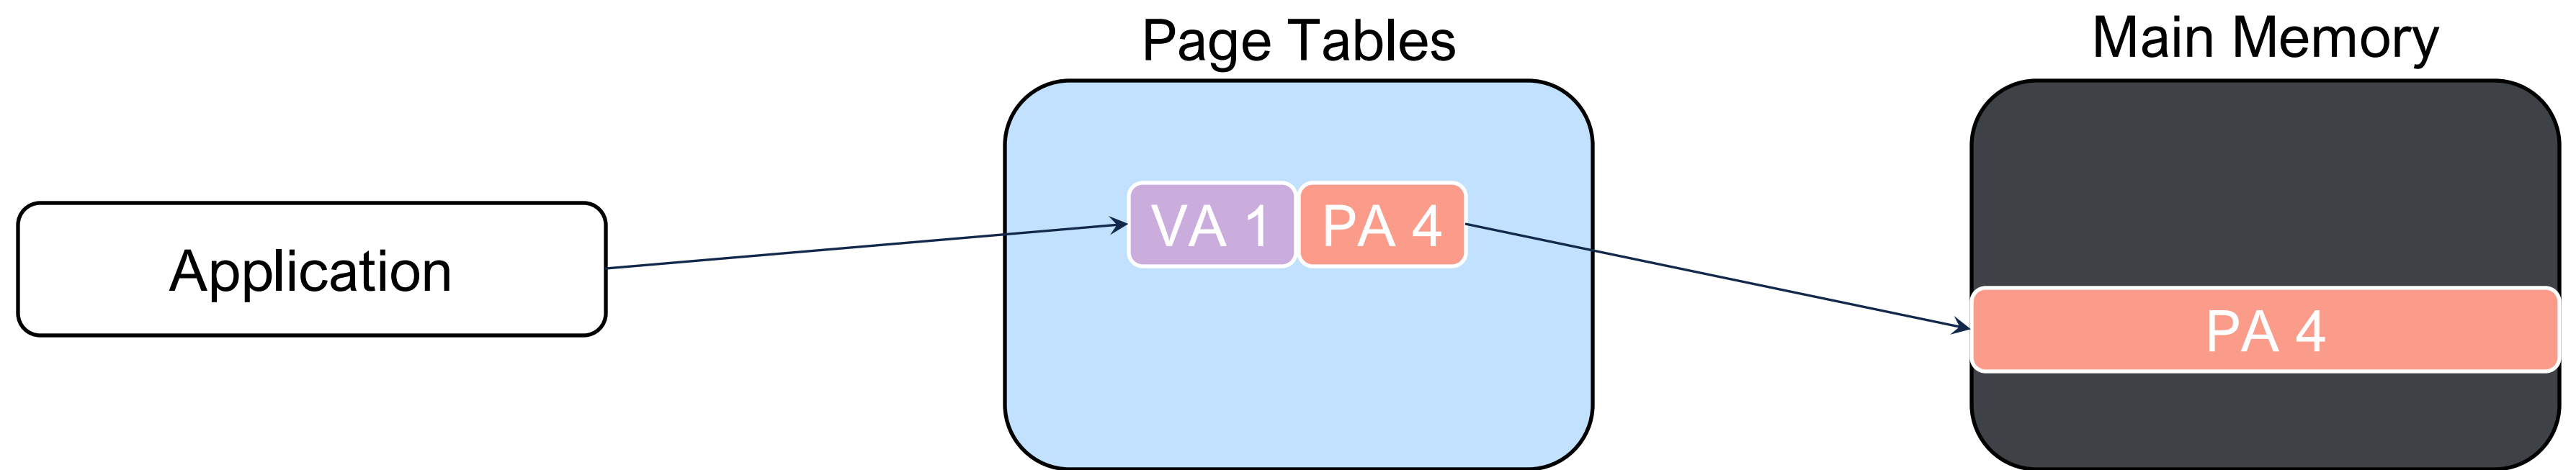 Page Tables
Main Memory
Application
VA 1
PA 4
PA 4